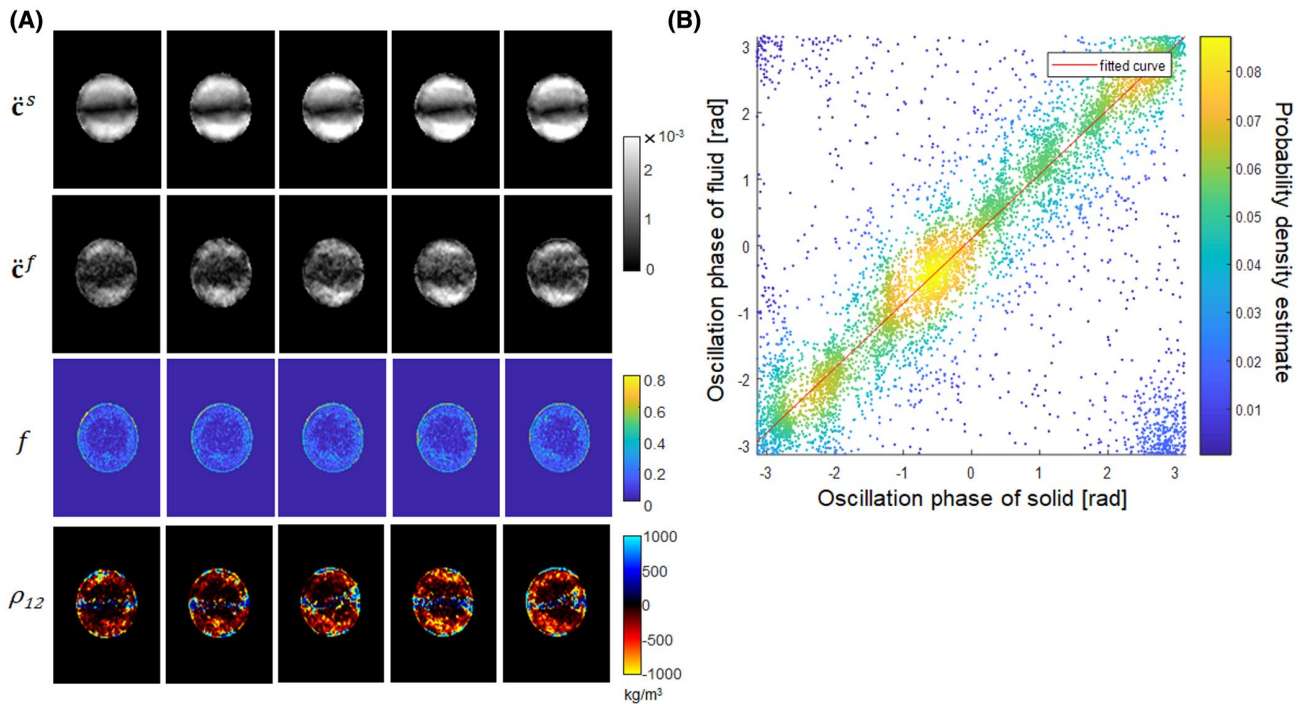 (A)
c̈ˢ
× 10⁻³
2
1
0
c̈ᶠ
f
0.8
0.6
0.4
0.2
0
ρ₁₂
1000
500
0
-500
-1000
kg/m³
(B)
fitted curve
Oscillation phase of fluid [rad]
3
2
1
0
-1
-2
-3
-3 -2 -1 0 1 2 3
Oscillation phase of solid [rad]
0.08
0.07
0.06
0.05
0.04
0.03
0.02
0.01
Probability density estimate